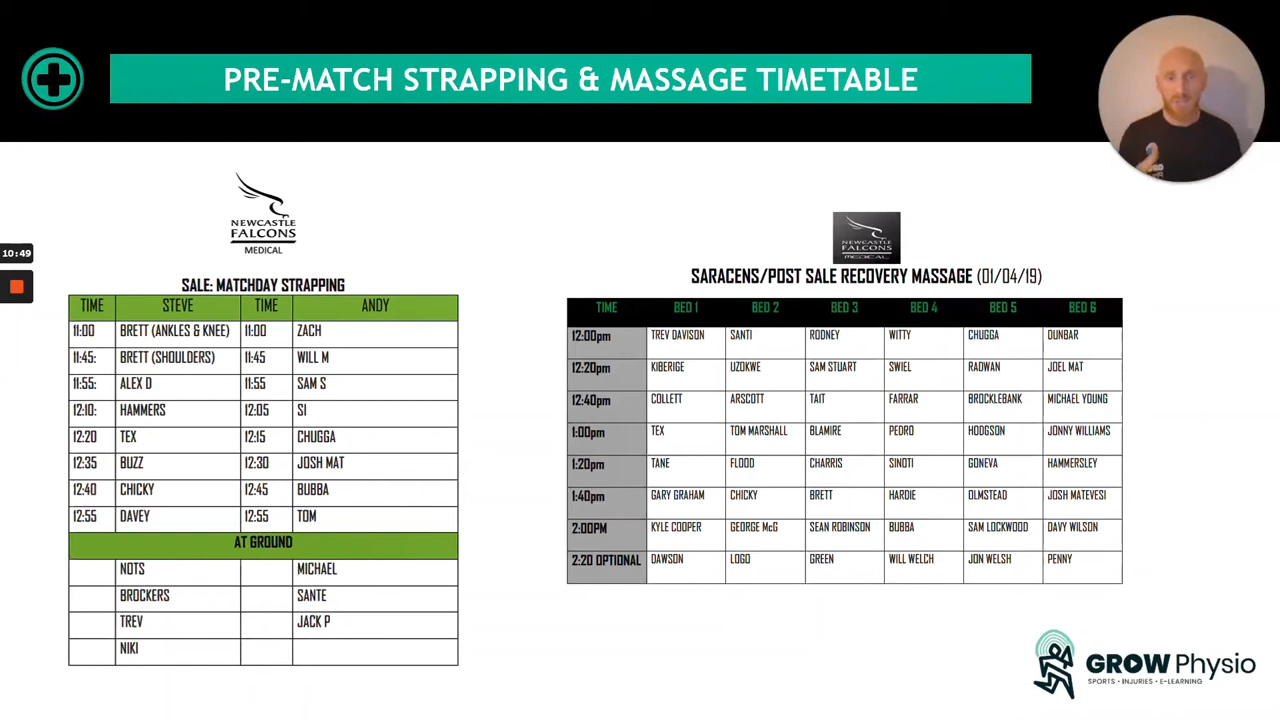 PRE-MATCH STRAPPING & MASSAGE TIMETABLE
10:49
NEWCASTLE
FALCONS
MEDICAL
SALE: MATCHDAY STRAPPING
TIME STEVE TIME ANDY
11:00 BRETT (ANKLES & KNEE) 11:00 ZACH
11:45: BRETT (SHOULDERS) 11:45 WILL M
11:55: ALEX D 11:55 SAM S
12:10: HAMMERS 12:05 SI
12:20 TEX 12:15 CHUGGA
12:35 BUZZ 12:30 JOSH MAT
12:40 CHICKY 12:45 BUBBA
12:55 DAVEY 12:55 TOM
AT GROUND
NOTS MICHAEL
BROCKERS SANTE
TREV JACK P
NIKI
NEWCASTLE
FALCONS
MEDICAL
SARACENS/POST SALE RECOVERY MASSAGE (01/04/19)
TIME BED 1 BED 2 BED 3 BED 4 BED 5 BED 6
12:00pm TREV DAVISON SANTI RODNEY WITTY CHUGGA DUNBAR
12:20pm KIBERIGE UZOKWE SAM STUART SWIEL RADWAN JOEL MAT
12:40pm COLLETT ARSCOTT TAIT FARRAR BROCKLEBANK MICHAEL YOUNG
1:00pm TEX TOM MARSHALL BLAMIRE PEDRO HODGSON JONNY WILLIAMS
1:20pm TANE FLOOD CHARRIS SINOTI GONEVA HAMMERSLEY
1:40pm GARY GRAHAM CHICKY BRETT HARDIE OLMSTEAD JOSH MATEVESI
2:00PM KYLE COOPER GEORGE McG SEAN ROBINSON BUBBA SAM LOCKWOOD DAVY WILSON
2:20 OPTIONAL DAWSON LOGO GREEN WILL WELCH JON WELSH PENNY
GROW Physio
SPORTS • INJURIES • E-LEARNING